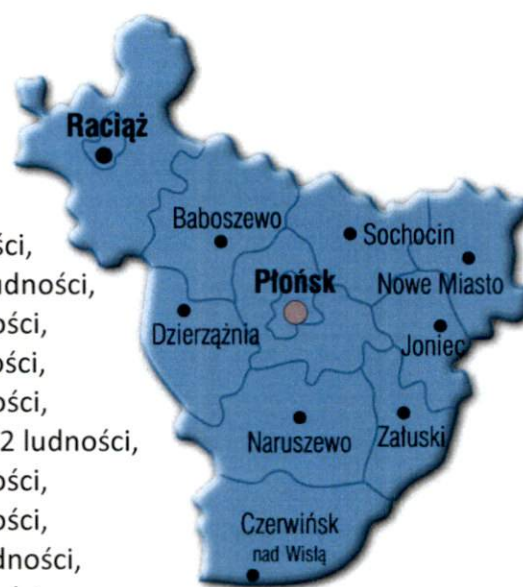 Raciąż
Baboszewo
Sochocin
Płońsk
Nowe Miasto
Dzierzążnia
Joniec
Naruszewo
Załuski
Czerwińsk
nad Wisłą
ści,
udności,
ości,
ości,
ości,
2 ludności,
ości,
ości,
dności,